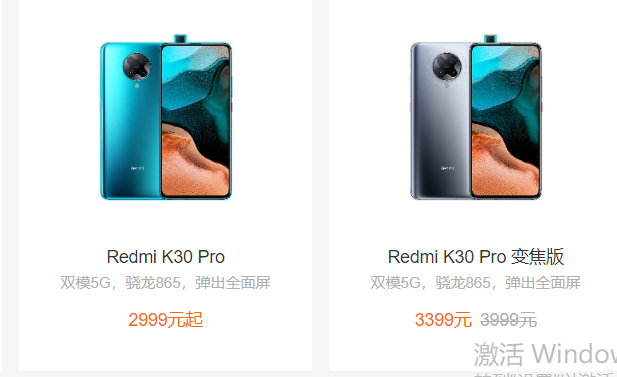 Redmi
Redmi
Redmi K30 Pro
双模5G，骁龙865，弹出全面屏
2999元起
Redmi K30 Pro 变焦版
双模5G，骁龙865，弹出全面屏
3399元 3999元
激活 Window